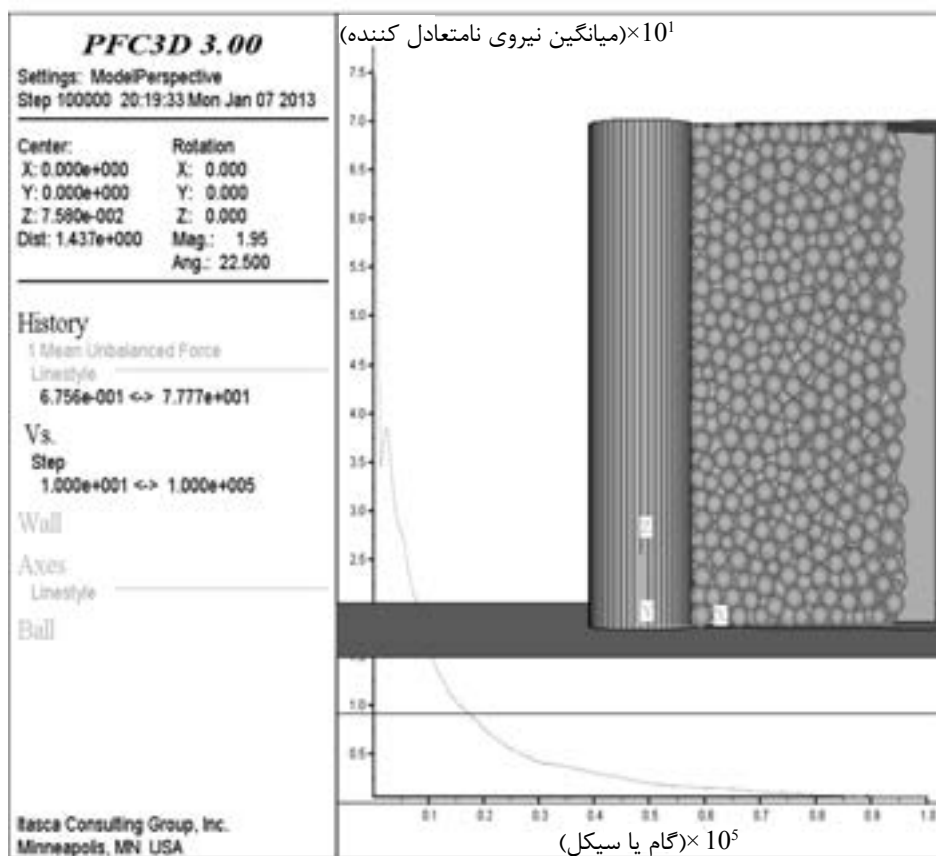 PFC3D 3.00
Settings: ModelPerspective
Step 100000 20:19:33 Mon Jan 07 2013
Center:
X: 0.000e+000
Y: 0.000e+000
Z: 7.580e-002
Dist: 1.437e+000
Rotation
X: 0.000
Y: 0.000
Z: 0.000
Mag.: 1.95
Ang.: 22.500
History
1 Mean Unbalanced Force
Linestyle
6.756e-001 <-> 7.777e+001
Vs.
Step
1.000e+001 <-> 1.000e+005
Wall
Axes
Linestyle
Ball
Itasca Consulting Group, Inc.
Minneapolis, MN USA
(میانگین نیروی نامتعادل کننده)×10¹
7.5
7.0
6.5
6.0
5.5
5.0
4.5
4.0
3.5
3.0
2.5
1.0
0.5
0.1 0.2 0.3 0.4 0.5 0.6 0.7 0.8 0.9 1.0
(گام یا سیکل)× 10⁵